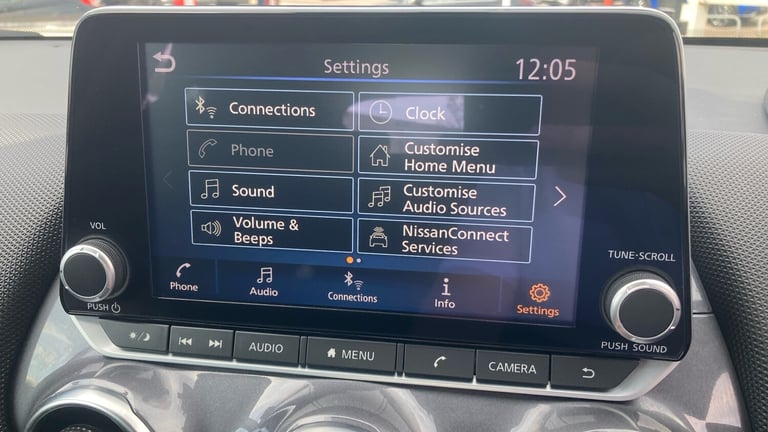 Settings
12:05
Connections
Clock
Phone
Customise
Home Menu
Sound
Customise
Audio Sources
Volume &
Beeps
NissanConnect
Services
Phone
Audio
Connections
Info
Settings
VOL
PUSH
TUNE·SCROLL
PUSH SOUND
AUDIO
MENU
CAMERA